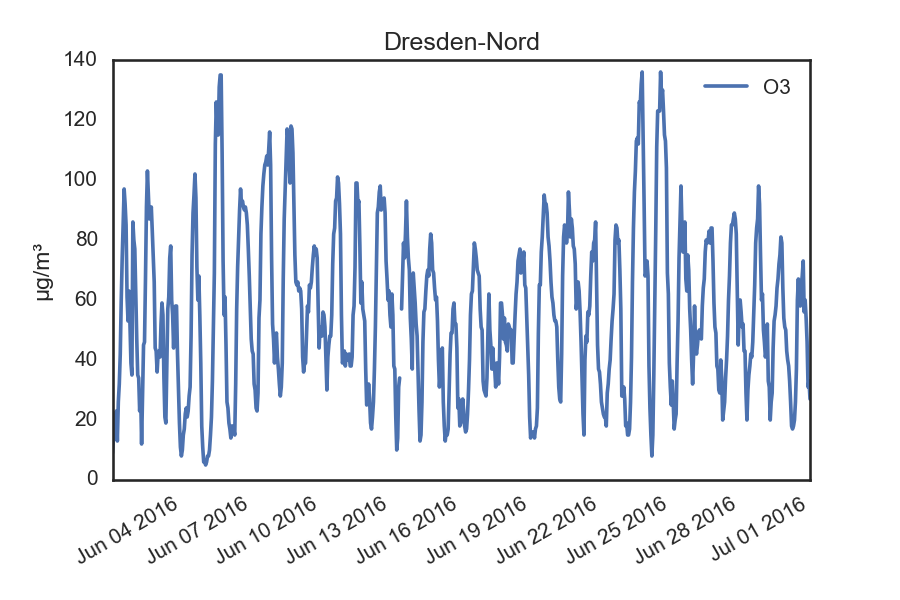 Dresden-Nord
O3
µg/m³
140
120
100
80
60
40
20
0
Jun 04 2016
Jun 07 2016
Jun 10 2016
Jun 13 2016
Jun 16 2016
Jun 19 2016
Jun 22 2016
Jun 25 2016
Jun 28 2016
Jul 01 2016